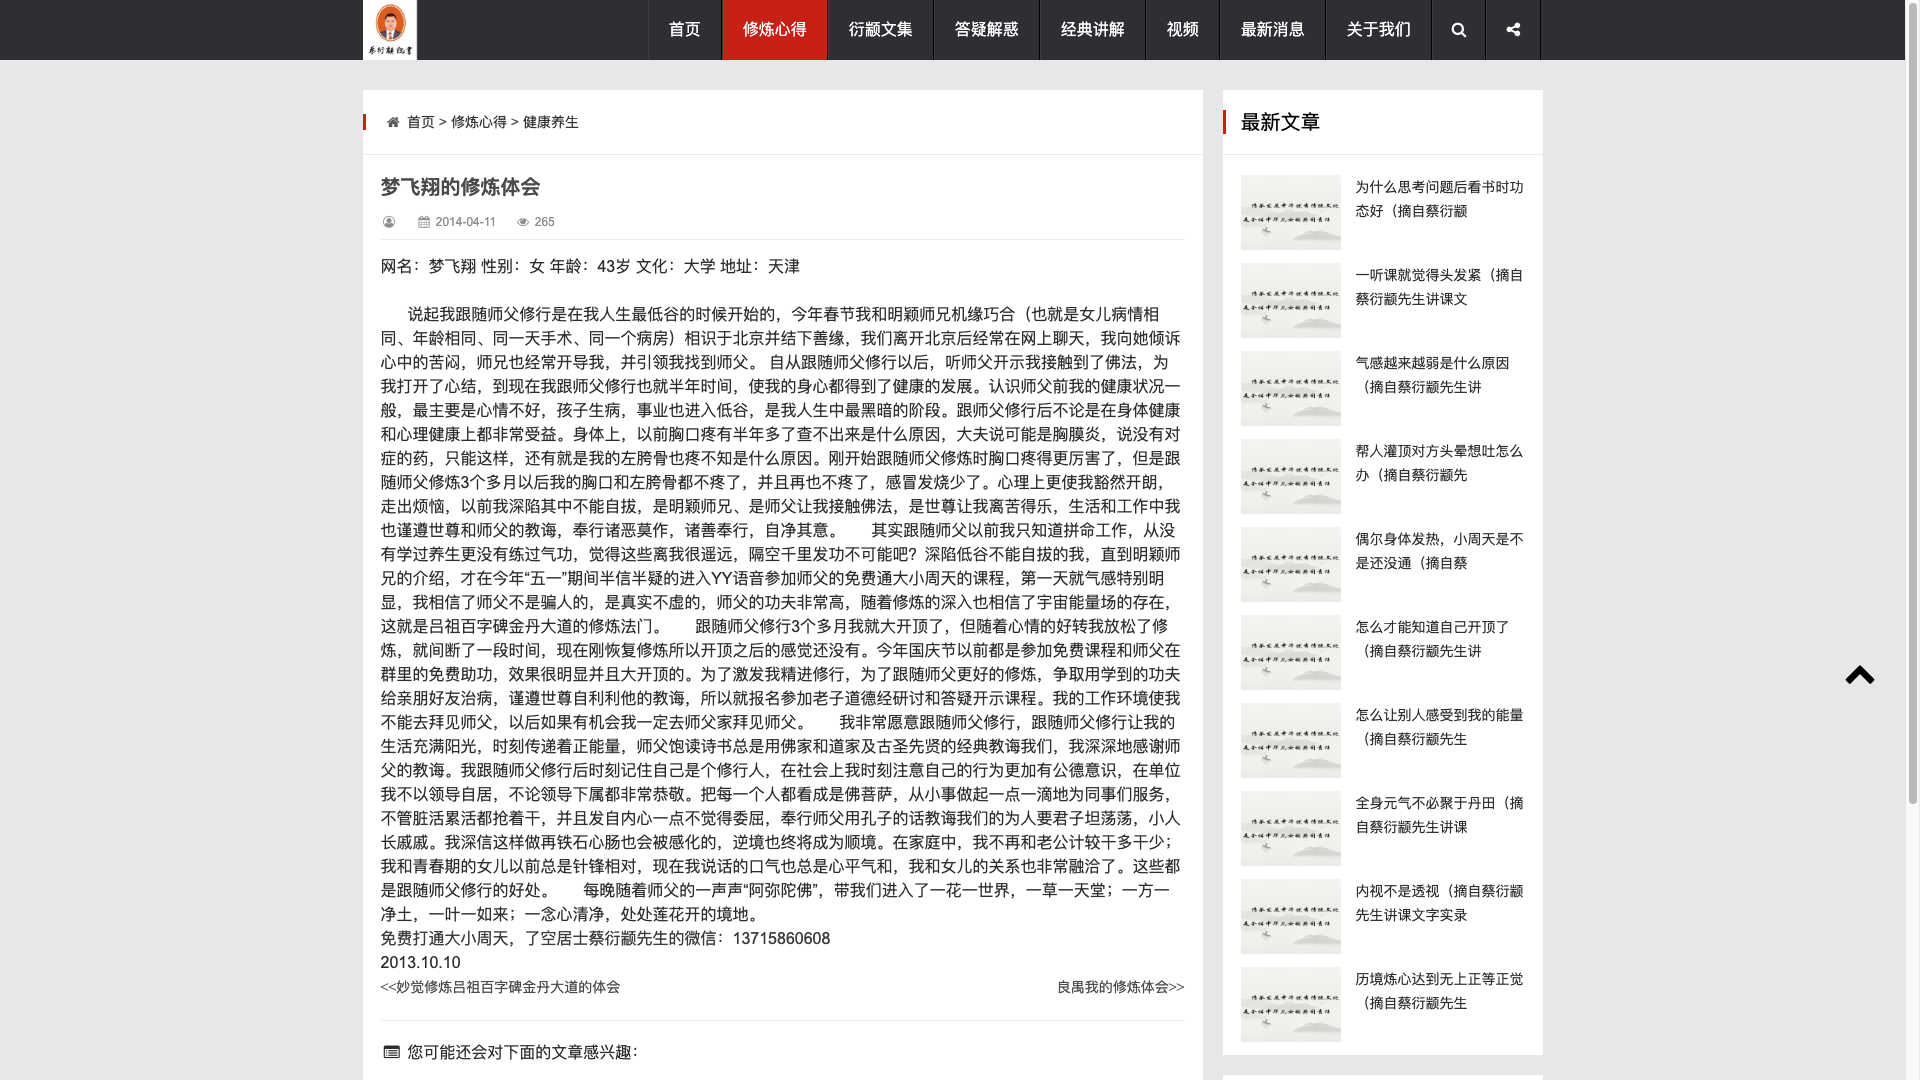 首页
修炼心得
衍颛文集
答疑解惑
经典讲解
视频
最新消息
关于我们
首页 > 修炼心得 > 健康养生
梦飞翔的修炼体会
2014-04-11 265
网名：梦飞翔 性别：女 年龄：43岁 文化：大学 地址：天津
说起我跟随师父修行是在我人生最低谷的时候开始的，今年春节我和明颖师兄机缘巧合（也就是女儿病情相
同、年龄相同、同一天手术、同一个病房）相识于北京并结下善缘，我们离开北京后经常在网上聊天，我向她倾诉
心中的苦闷，师兄也经常开导我，并引领我找到师父。 自从跟随师父修行以后，听师父开示我接触到了佛法，为
我打开了心结，到现在我跟师父修行也就半年时间，使我的身心都得到了健康的发展。认识师父前我的健康状况一
般，最主要是心情不好，孩子生病，事业也进入低谷，是我人生中最黑暗的阶段。跟师父修行后不论是在身体健康
和心理健康上都非常受益。身体上，以前胸口疼有半年多了查不出来是什么原因，大夫说可能是胸膜炎，说没有对
症的药，只能这样，还有就是我的左胯骨也疼不知是什么原因。刚开始跟随师父修炼时胸口疼得更厉害了，但是跟
随师父修炼3个多月以后我的胸口和左胯骨都不疼了，并且再也不疼了，感冒发烧少了。心理上更使我豁然开朗，
走出烦恼，以前我深陷其中不能自拔，是明颖师兄、是师父让我接触佛法，是世尊让我离苦得乐，生活和工作中我
也谨遵世尊和师父的教诲，奉行诸恶莫作，诸善奉行，自净其意。 其实跟随师父以前我只知道拼命工作，从没
有学过养生更没有练过气功，觉得这些离我很遥远，隔空千里发功不可能吧？深陷低谷不能自拔的我，直到明颖师
兄的介绍，才在今年“五一”期间半信半疑的进入YY语音参加师父的免费通大小周天的课程，第一天就气感特别明
显，我相信了师父不是骗人的，是真实不虚的，师父的功夫非常高，随着修炼的深入也相信了宇宙能量场的存在，
这就是吕祖百字碑金丹大道的修炼法门。 跟随师父修行3个多月我就大开顶了，但随着心情的好转我放松了修
炼，就间断了一段时间，现在刚恢复修炼所以开顶之后的感觉还没有。今年国庆节以前都是参加免费课程和师父在
群里的免费助功，效果很明显并且大开顶的。为了激发我精进修行，为了跟师父更好的修炼，争取用学到的功夫
给亲朋好友治病，谨遵世尊自利利他的教诲，所以就报名参加老子道德经研讨和答疑开示课程。我的工作环境使我
不能去拜见师父，以后如果有机会我一定去师父家拜见师父。 我非常愿意跟随师父修行，跟随师父修行让我的
生活充满阳光，时刻传递着正能量，师父饱读诗书总是用佛家和道家及古圣先贤的经典教诲我们，我深深地感谢师
父的教诲。我跟随师父修行后时刻记住自己是个修行人，在社会上我时刻注意自己的行为更加有公德意识，在单位
我不以领导自居，不论领导下属都非常恭敬。把每一个人都看成是佛菩萨，从小事做起一点一滴地为同事们服务，
不管脏活累活都抢着干，并且发自内心一点不觉得委屈，奉行师父用孔子的话教诲我们的为人要君子坦荡荡，小人
长戚戚。我深信这样做再铁石心肠也会被感化的，逆境也终将成为顺境。在家庭中，我不再和老公计较干多干少；
我和青春期的女儿以前总是针锋相对，现在我说话的口气也总是心平气和，我和女儿的关系也非常融洽了。这些都
是跟随师父修行的好处。 每晚随着师父的一声声“阿弥陀佛”，带我们进入了一花一世界，一草一天堂；一方一
净土，一叶一如来；一念心清净，处处莲花开的境地。
免费打通大小周天，了空居士蔡衍颛先生的微信：13715860608
2013.10.10
<<妙觉修炼吕祖百字碑金丹大道的体会
良禺我的修炼体会>>
您可能还会对下面的文章感兴趣：
最新文章
为什么思考问题后看书时功
态好（摘自蔡衍颛
一听课就觉得头发紧（摘自
蔡衍颛先生讲课文
气感越来越弱是什么原因
（摘自蔡衍颛先生讲
帮人灌顶对方头晕想吐怎么
办（摘自蔡衍颛先
偶尔身体发热，小周天是不
是还没通（摘自蔡
怎么才能知道自己开顶了
（摘自蔡衍颛先生讲
怎么让别人感受到我的能量
（摘自蔡衍颛先生
全身元气不必聚于丹田（摘
自蔡衍颛先生讲课
内视不是透视（摘自蔡衍颛
先生讲课文字实录
历境炼心达到无上正等正觉
（摘自蔡衍颛先生